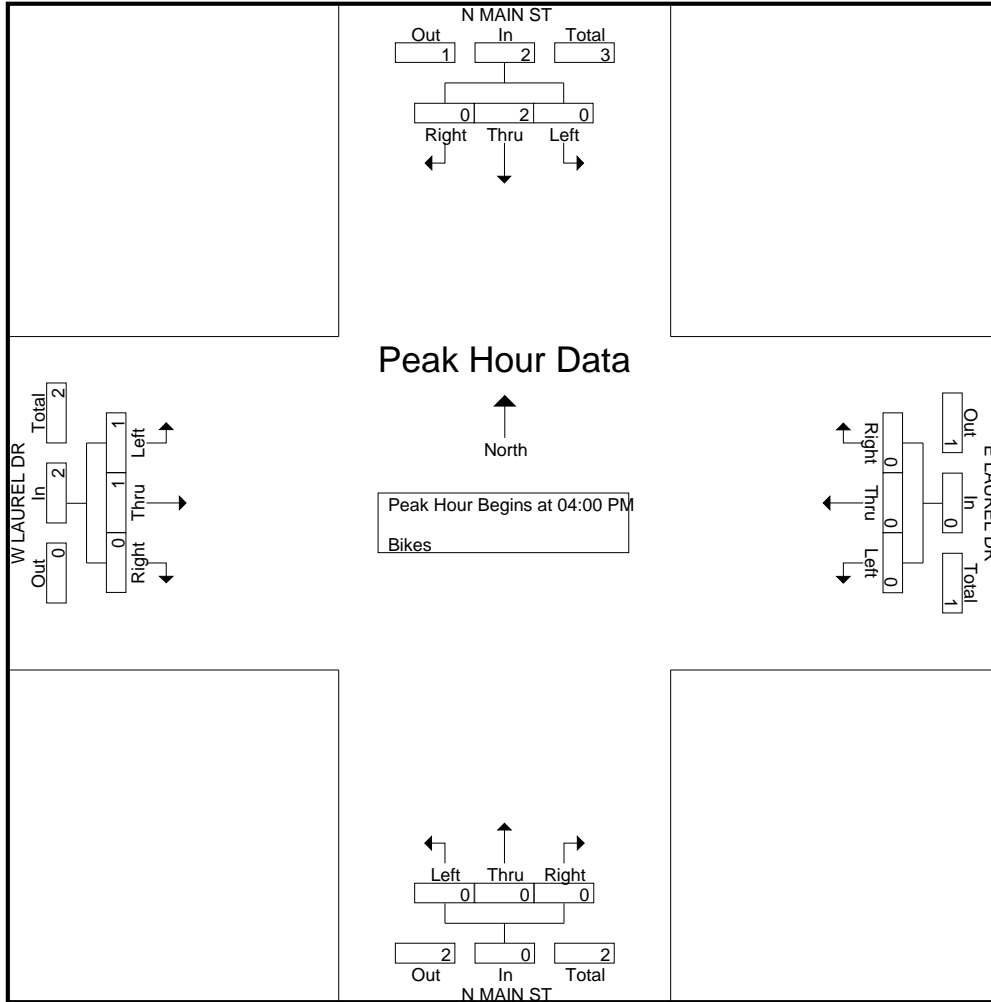 N MAIN ST
Out In Total
1 2 3
0 2 0
Right Thru Left
Peak Hour Data
North
Peak Hour Begins at 04:00 PM
Bikes
W LAUREL DR
Out In Total
0 2 2
0 1 1
Right Thru Left
E LAUREL DR
Out In Total
1 0 1
0 0 0
Right Thru Left
Left Thru Right
0 0 0
2 0 2
Out In Total
N MAIN ST